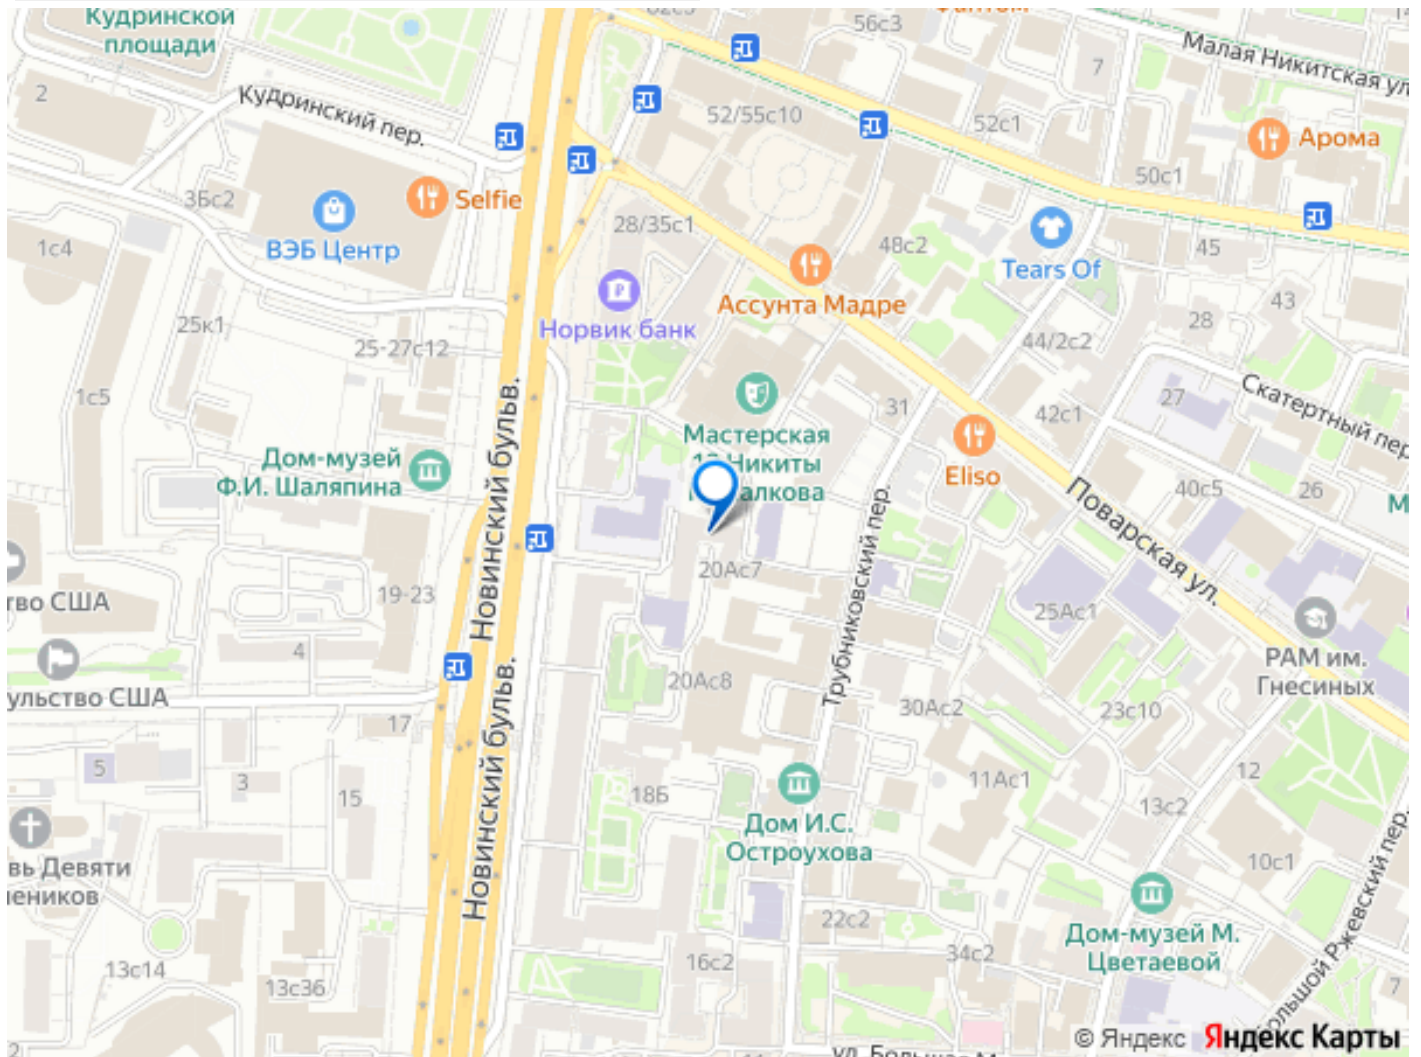 Кудринской
площади
56с3
Малая Никитская ул.
7
2
Кудринский пер.
52/55с10
52с1
Арома
50с1
3Бс2
Selfie
ВЭБ Центр
28/35с1
48с2
45
1с4
Ассунта Мадре
Tears Of
43
28
Норвик банк
25к1
25-27с12
44/2с2
Скатертный пер.
27
1с5
31
42с1
Мастерская
Никиты
Дом-музей
Ф.И. Шаляпина
Новинский бульв.
Eliso
40с5
26
Поварская ул.
20Ас7
Трубниковский пер.
19-23
тво США
25Ас1
4
РАМ им.
Гнесиных
ульство США
20Ас8
30Ас2
23с10
17
Новинский бульв.
5
3
15
18Б
11Ас1
12
13с2
Дом И.С.
Остроухова
вь Девяти
еников
10с1
22с2
Дом-музей М.
Цветаевой
Большой Ржевский пер.
13с14
13с36
16с2
34с2
7
© Яндекс Яндекс Карты